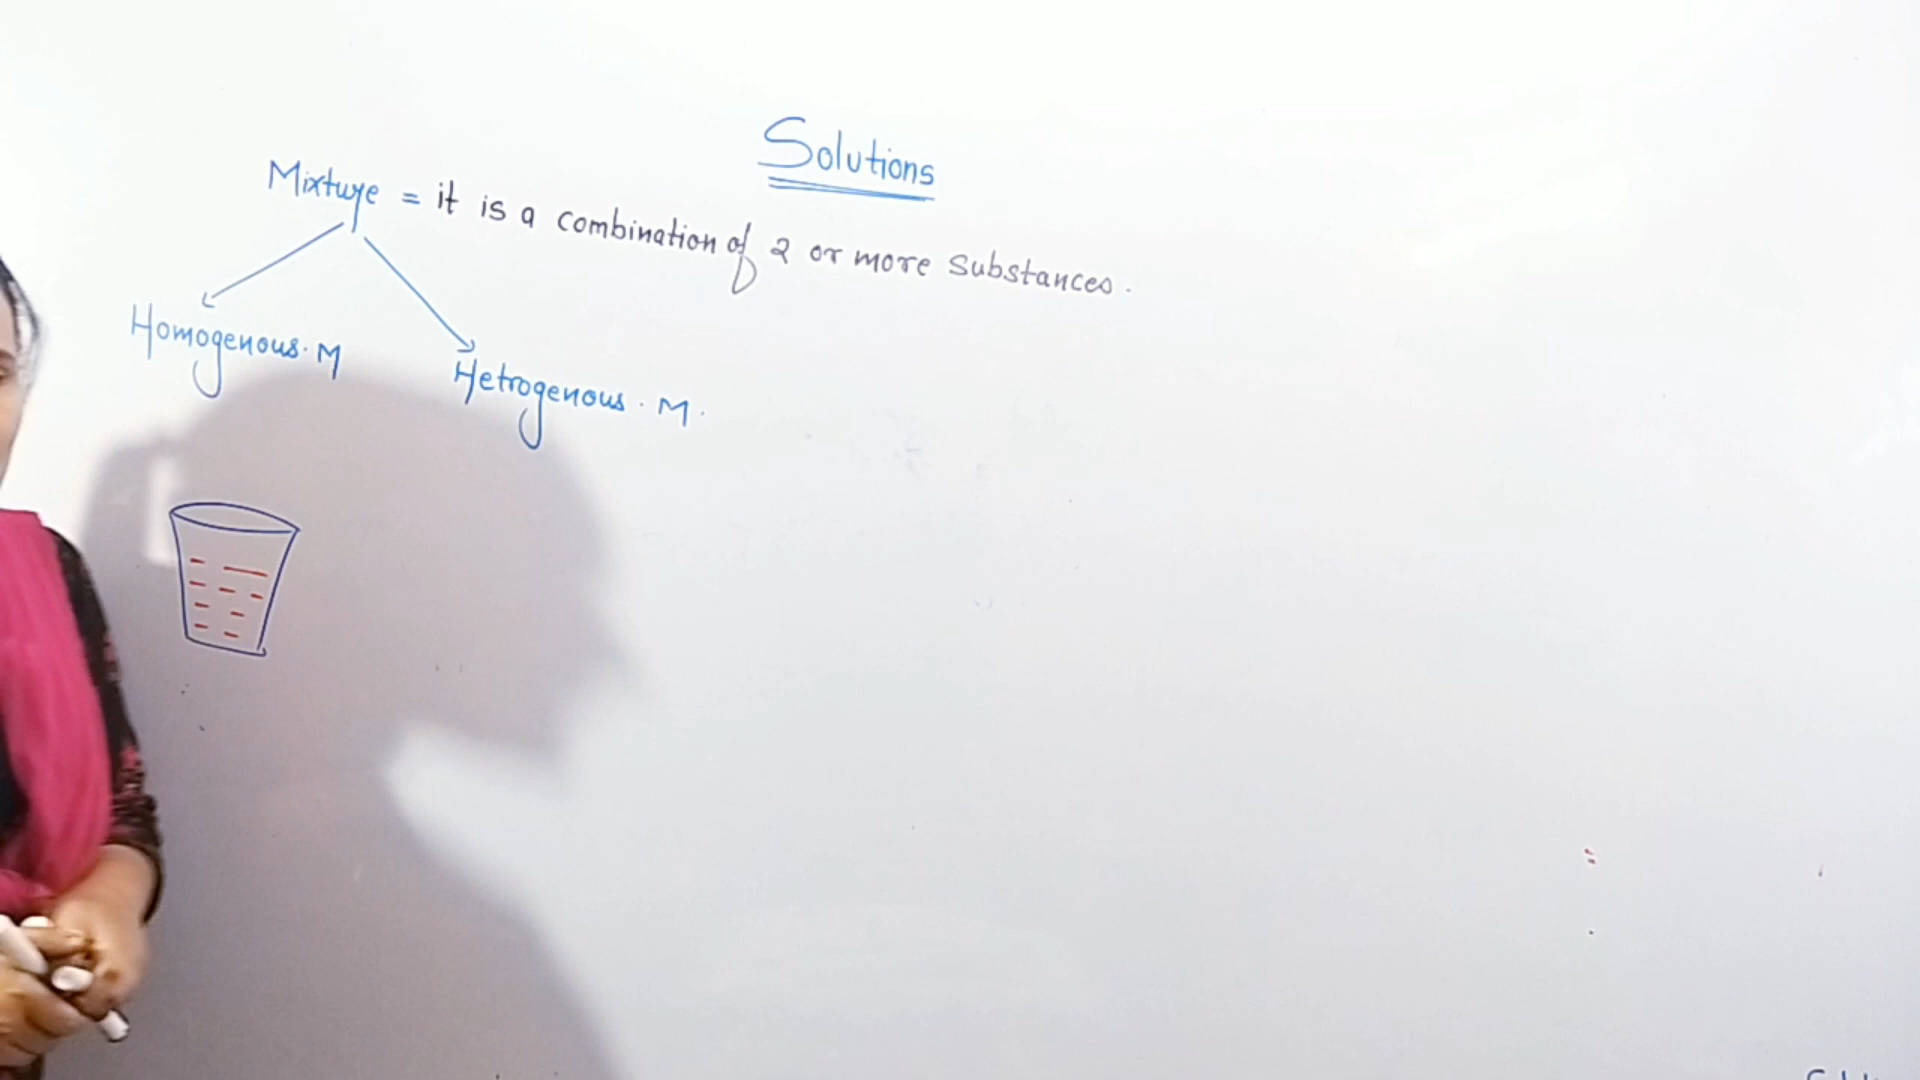 Solutions
Mixture = it is a combination of 2 or more substances.
Homogenous. M
Hetrogenous. M.